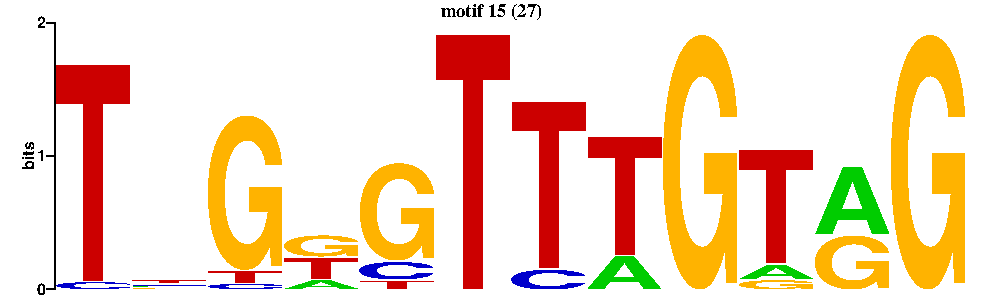 motif 15 (27)
2
bits
1
0
T T G G G T T T G T A G
C T T C C A A G
C A T G